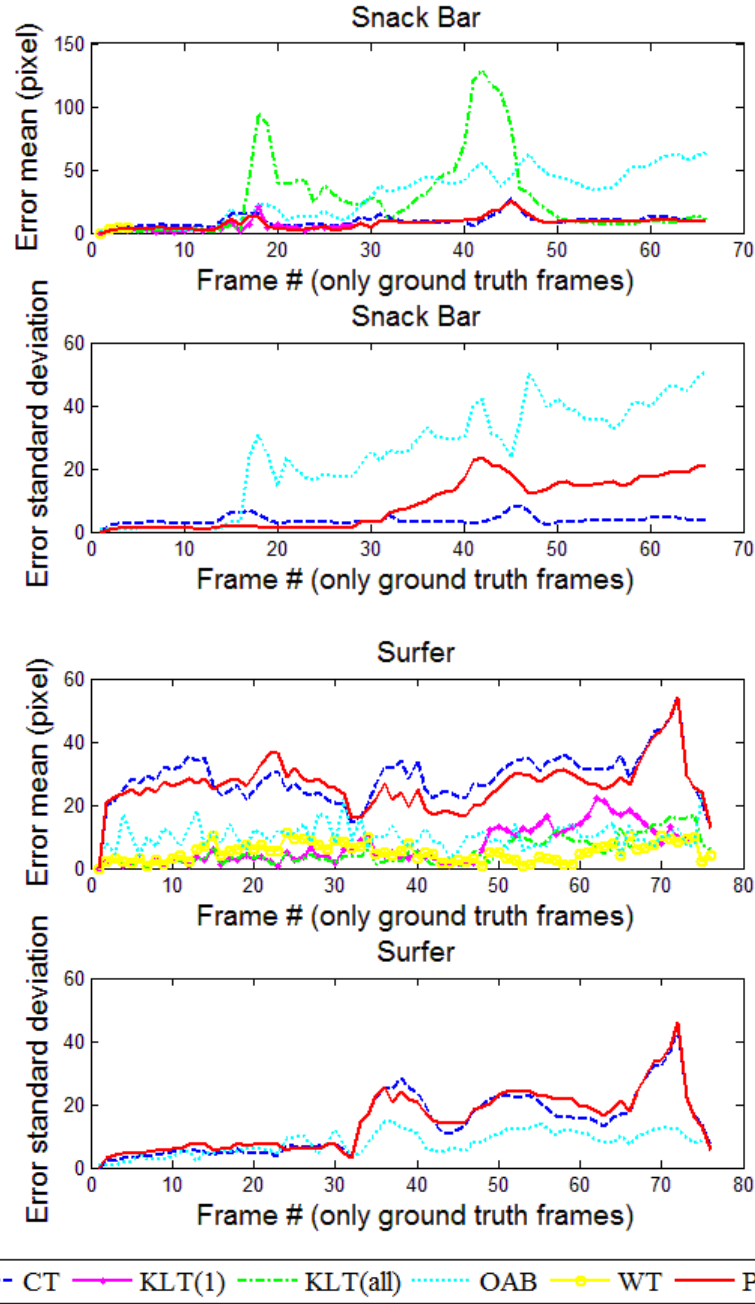 Snack Bar
Error mean (pixel)
150
100
50
0
0 10 20 30 40 50 60 70
Frame # (only ground truth frames)
Snack Bar
Error standard deviation
60
40
20
0
0 10 20 30 40 50 60 70
Frame # (only ground truth frames)
Surfer
Error mean (pixel)
60
40
20
0
0 10 20 30 40 50 60 70 80
Frame # (only ground truth frames)
Surfer
Error standard deviation
60
40
20
0
0 10 20 30 40 50 60 70 80
Frame # (only ground truth frames)
CT KLT(1) KLT(all) OAB WT